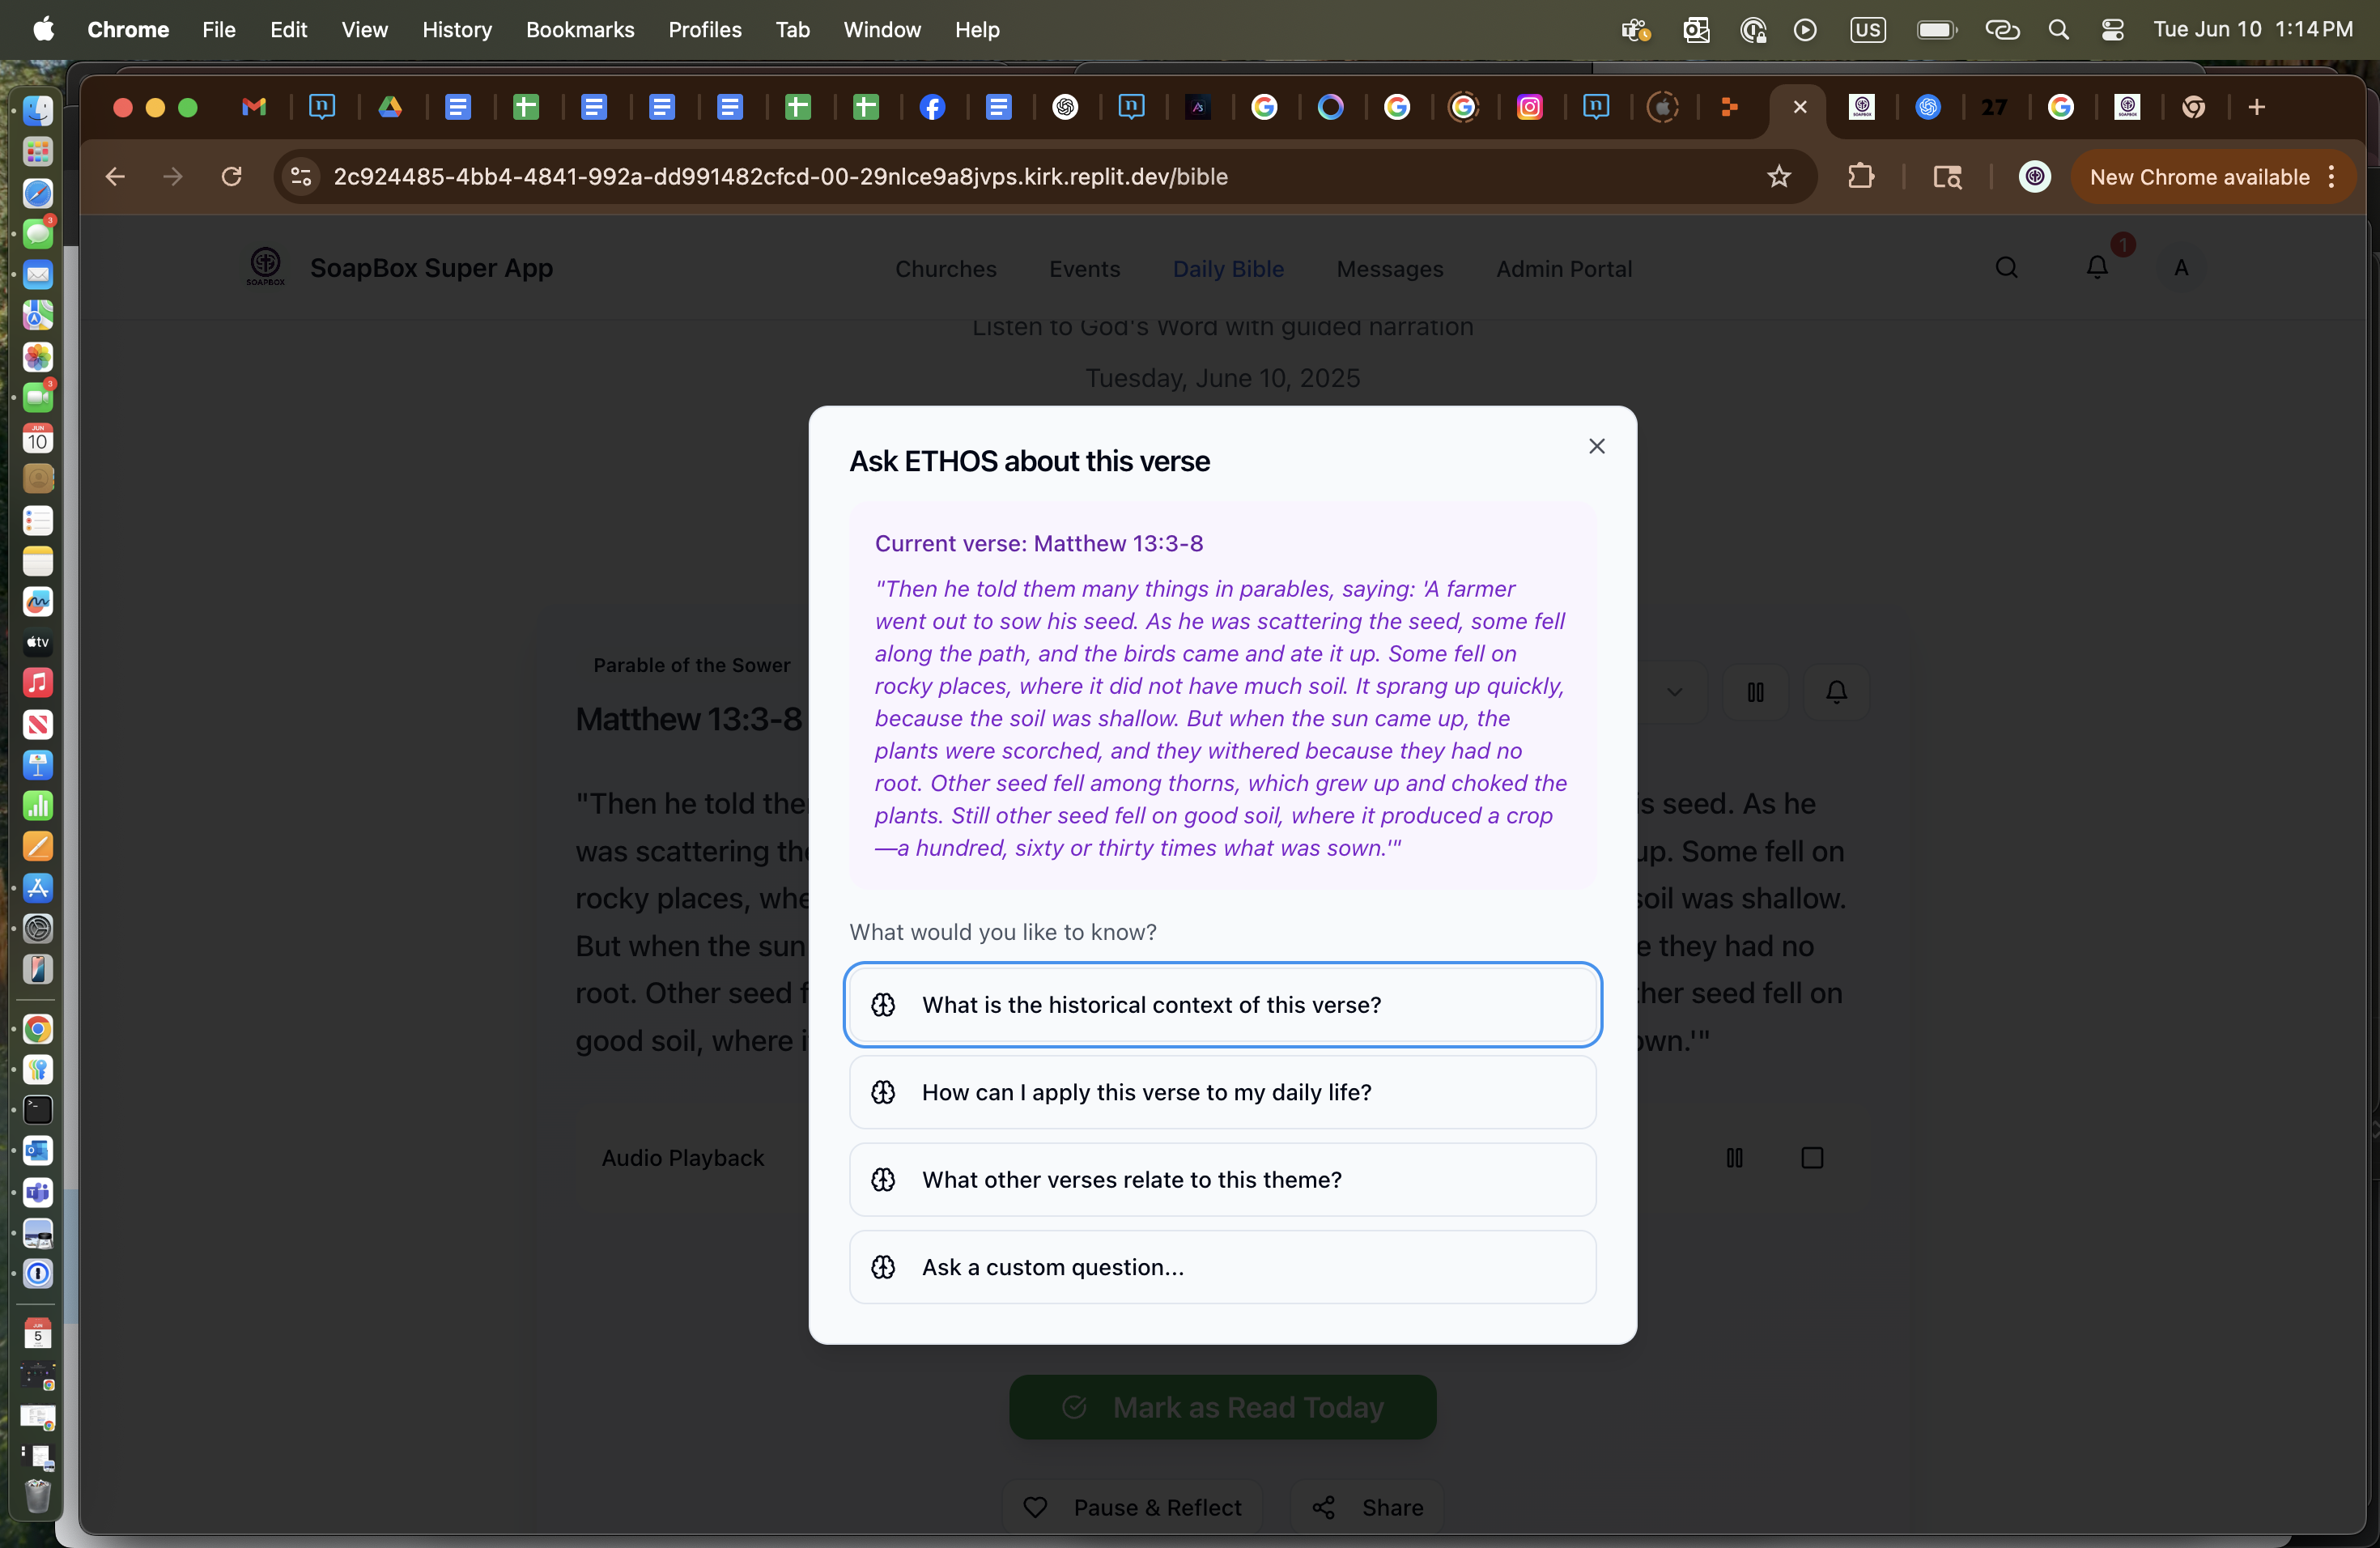 Chrome File Edit View History Bookmarks Profiles Tab Window Help US Tue Jun 10 1:14 PM
27
2c924485-4bb4-4841-992a-dd991482cfcd-00-29nlce9a8jvps.kirk.replit.dev/bible
New Chrome available
SOAPBOX
SoapBox Super App
Churches Events Daily Bible Messages Admin Portal
1
A
Listen to God's Word with guided narration
Tuesday, June 10, 2025
Ask ETHOS about this verse
Current verse: Matthew 13:3-8
"Then he told them many things in parables, saying: 'A farmer
went out to sow his seed. As he was scattering the seed, some fell
along the path, and the birds came and ate it up. Some fell on
rocky places, where it did not have much soil. It sprang up quickly,
because the soil was shallow. But when the sun came up, the
plants were scorched, and they withered because they had no
root. Other seed fell among thorns, which grew up and choked the
plants. Still other seed fell on good soil, where it produced a crop
—a hundred, sixty or thirty times what was sown.'"
What would you like to know?
What is the historical context of this verse?
How can I apply this verse to my daily life?
What other verses relate to this theme?
Ask a custom question...
Parable of the Sower
Matthew 13:3-8
"Then he told the s seed. As he
was scattering the up. Some fell on
rocky places, whe soil was shallow.
But when the sun e they had no
root. Other seed f her seed fell on
good soil, where i own.'"
Audio Playback
Mark as Read Today
Pause & Reflect
Share
3
3
JUN
10
tv
JUN
5